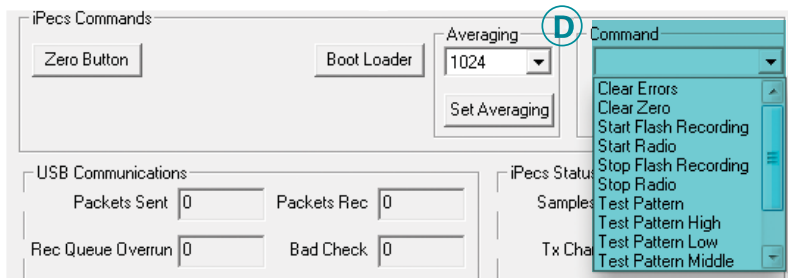 iPecs Commands
Zero Button
Boot Loader
Averaging
1024
Set Averaging
D
Command
Clear Errors
Clear Zero
Start Flash Recording
Start Radio
Stop Flash Recording
Stop Radio
Test Pattern
Test Pattern High
Test Pattern Low
Test Pattern Middle
USB Communications
Packets Sent 0
Packets Rec 0
Rec Queue Overrun 0
Bad Check 0
iPecs Statu
Samples
Tx Cha